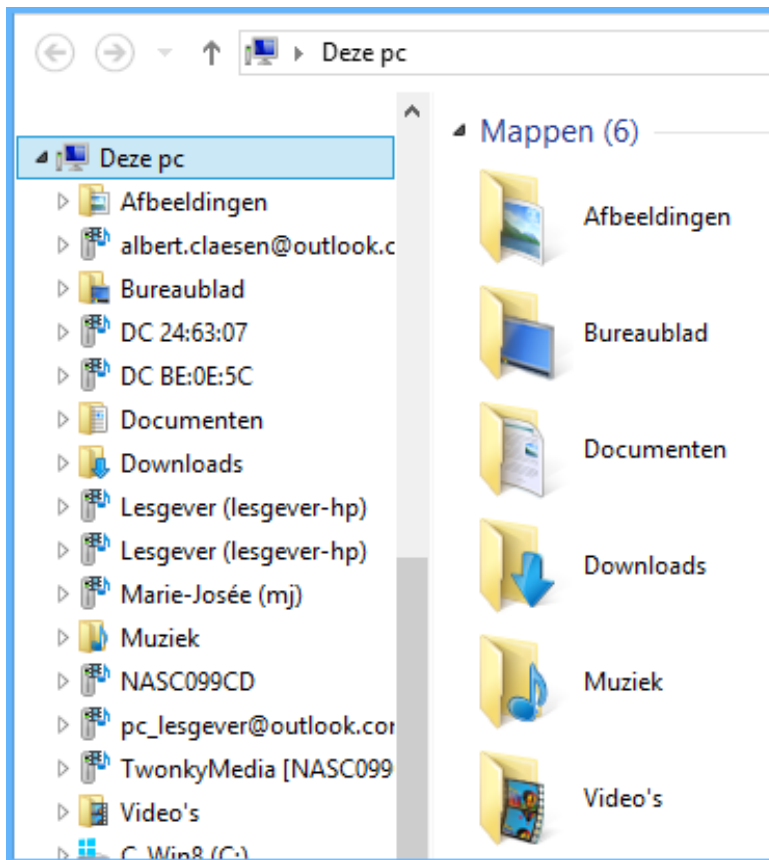 Deze pc
Deze pc
Afbeeldingen
albert.claesen@outlook.c
Bureaublad
DC 24:63:07
DC BE:0E:5C
Documenten
Downloads
Lesgever (lesgever-hp)
Lesgever (lesgever-hp)
Marie-Josée (mj)
Muziek
NASC099CD
pc_lesgever@outlook.cor
TwonkyMedia [NASC099
Video's
C_Win8 (C:)
Mappen (6)
Afbeeldingen
Bureaublad
Documenten
Downloads
Muziek
Video's